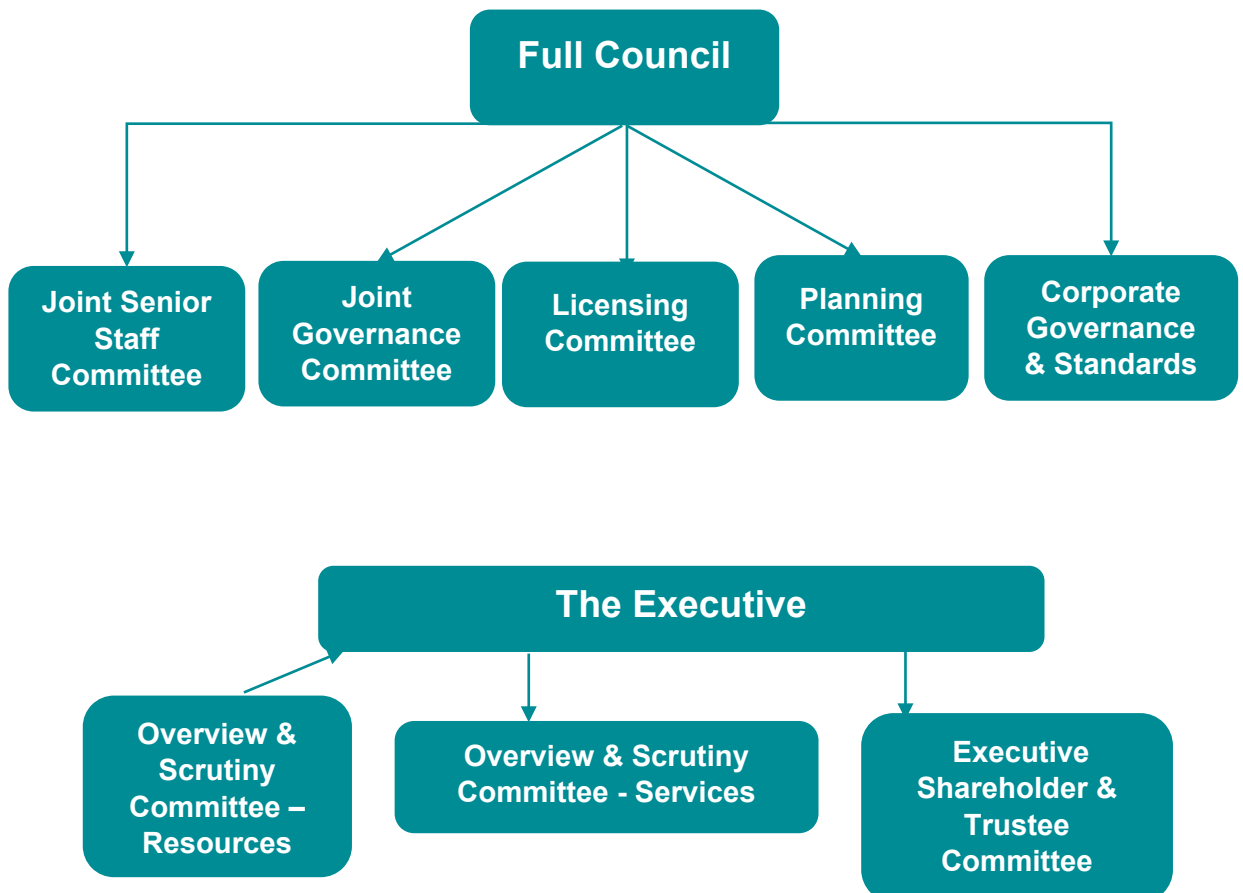 Full Council
Joint Senior
Staff
Committee
Joint
Governance
Committee
Licensing
Committee
Planning
Committee
Corporate
Governance
& Standards
The Executive
Overview &
Scrutiny
Committee –
Resources
Overview & Scrutiny
Committee - Services
Executive
Shareholder &
Trustee
Committee